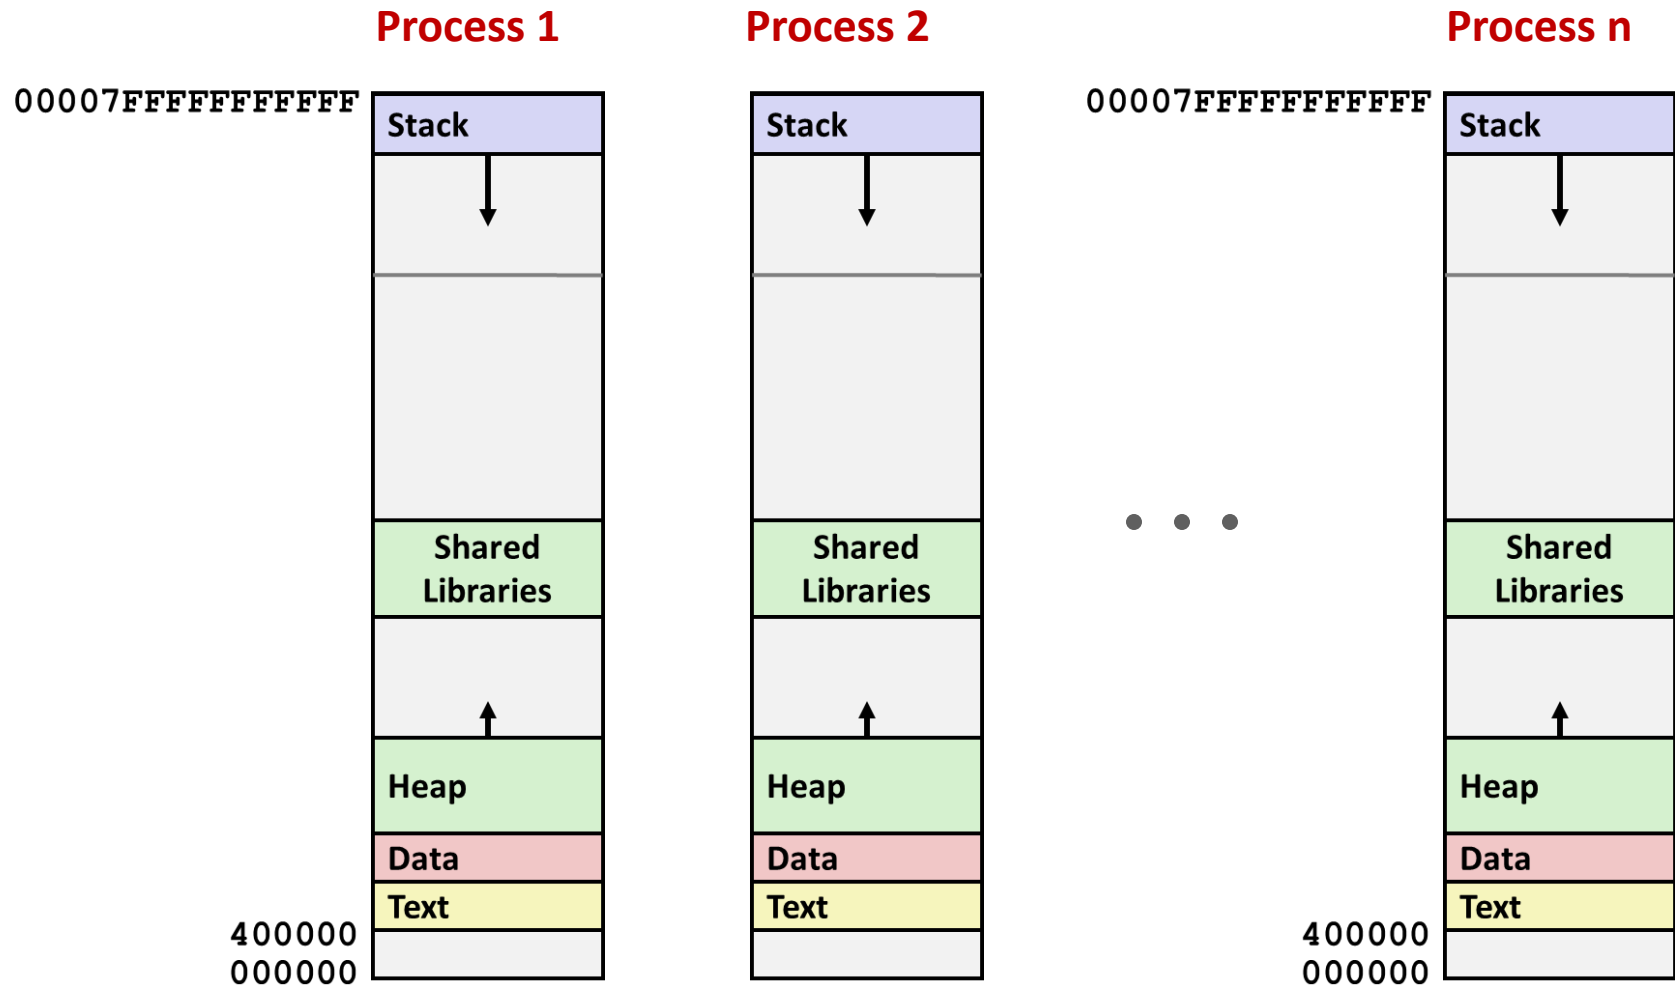 Process 1
Process 2
Process n
00007FFFFFFFFFFF
Stack
Stack
00007FFFFFFFFFFF
Stack
Shared
Libraries
Shared
Libraries
Shared
Libraries
Heap
Heap
Heap
Data
Data
Data
Text
Text
Text
400000
400000
000000
000000